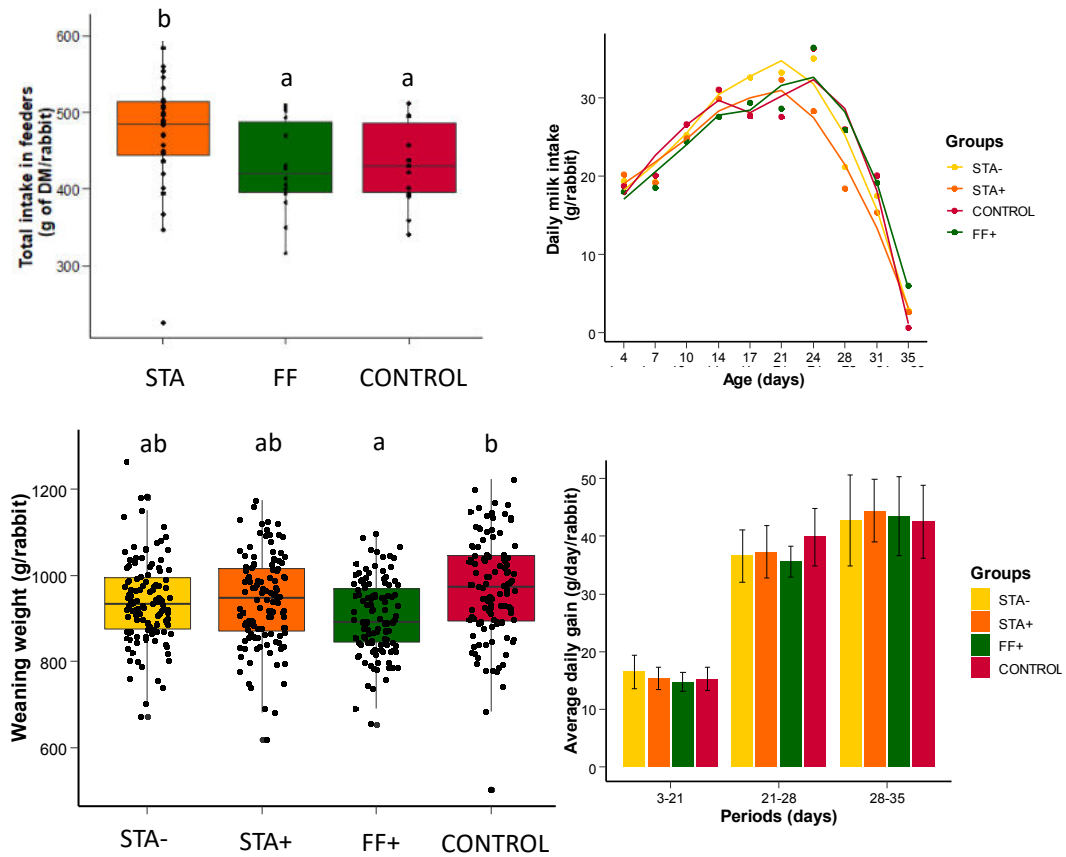 b
a
a
600
500
400
300
Total intake in feeders
(g of DM/rabbit)
STA FF CONTROL
30
20
10
0
Daily milk intake
(g/rabbit)
4 7 10 14 17 21 24 28 31 35
Age (days)
Groups
STA-
STA+
CONTROL
FF+
ab ab a b
1200
1000
800
600
Weaning weight (g/rabbit)
STA- STA+ FF+ CONTROL
50
40
30
20
10
0
Average daily gain (g/day/rabbit)
3-21 21-28 28-35
Periods (days)
Groups
STA-
STA+
FF+
CONTROL